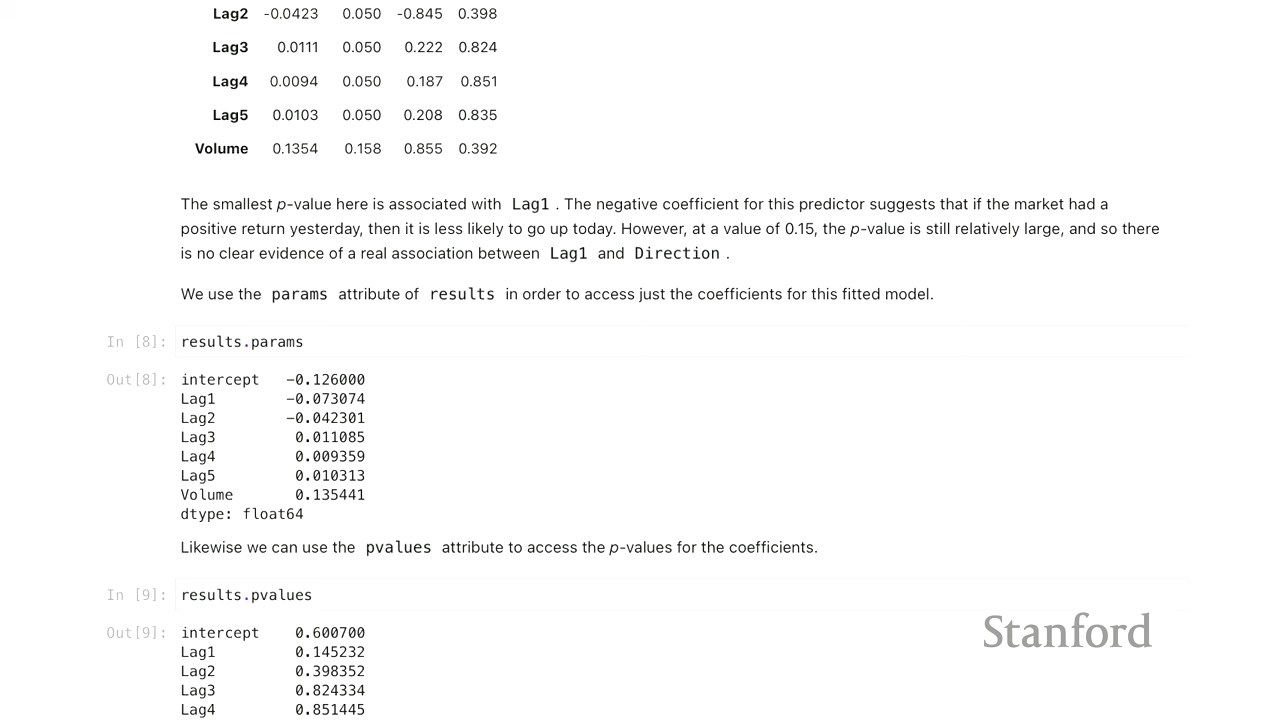 Lag2 -0.0423 0.050 -0.845 0.398
Lag3 0.0111 0.050 0.222 0.824
Lag4 0.0094 0.050 0.187 0.851
Lag5 0.0103 0.050 0.208 0.835
Volume 0.1354 0.158 0.855 0.392
The smallest p-value here is associated with Lag1 . The negative coefficient for this predictor suggests that if the market had a
positive return yesterday, then it is less likely to go up today. However, at a value of 0.15, the p-value is still relatively large, and so there
is no clear evidence of a real association between Lag1 and Direction .
We use the params attribute of results in order to access just the coefficients for this fitted model.
In [8]: results.params
Out[8]: intercept -0.126000
Lag1 -0.073074
Lag2 -0.042301
Lag3 0.011085
Lag4 0.009359
Lag5 0.010313
Volume 0.135441
dtype: float64
Likewise we can use the pvalues attribute to access the p-values for the coefficients.
In [9]: results.pvalues
Out[9]: intercept 0.600700
Lag1 0.145232
Lag2 0.398352
Lag3 0.824334
Lag4 0.851445
Stanford